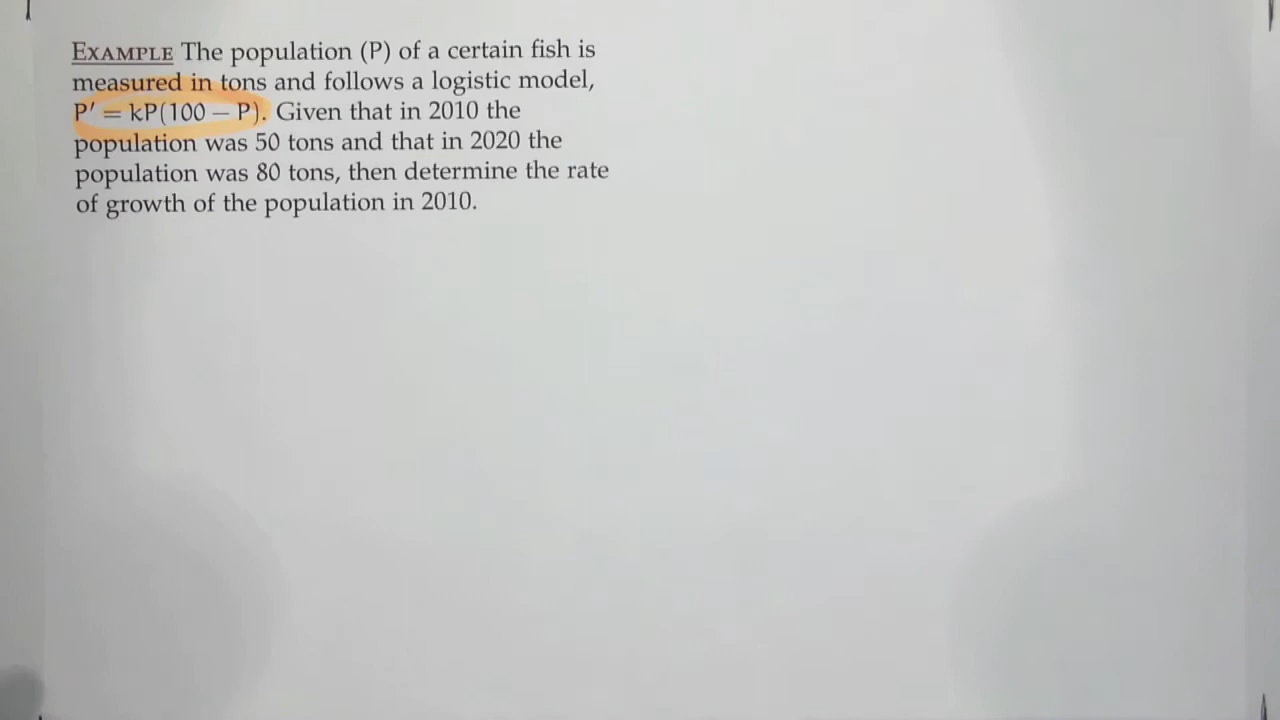 EXAMPLE The population (P) of a certain fish is
measured in tons and follows a logistic model,
P′ = kP(100 − P). Given that in 2010 the
population was 50 tons and that in 2020 the
population was 80 tons, then determine the rate
of growth of the population in 2010.